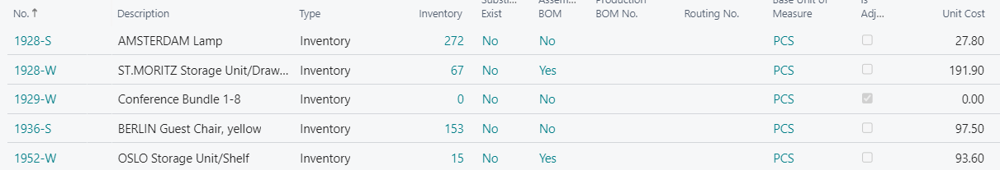 Substi... Assem... Production Base Unit of Is
No. ↑ Description Type Inventory Exist BOM BOM No. Routing No. Measure Adj... Unit Cost
1928-S AMSTERDAM Lamp Inventory 272 No No PCS 27.80
1928-W ST.MORITZ Storage Unit/Draw... Inventory 67 No Yes PCS 191.90
1929-W Conference Bundle 1-8 Inventory 0 No No PCS 0.00
1936-S BERLIN Guest Chair, yellow Inventory 153 No No PCS 97.50
1952-W OSLO Storage Unit/Shelf Inventory 15 No Yes PCS 93.60